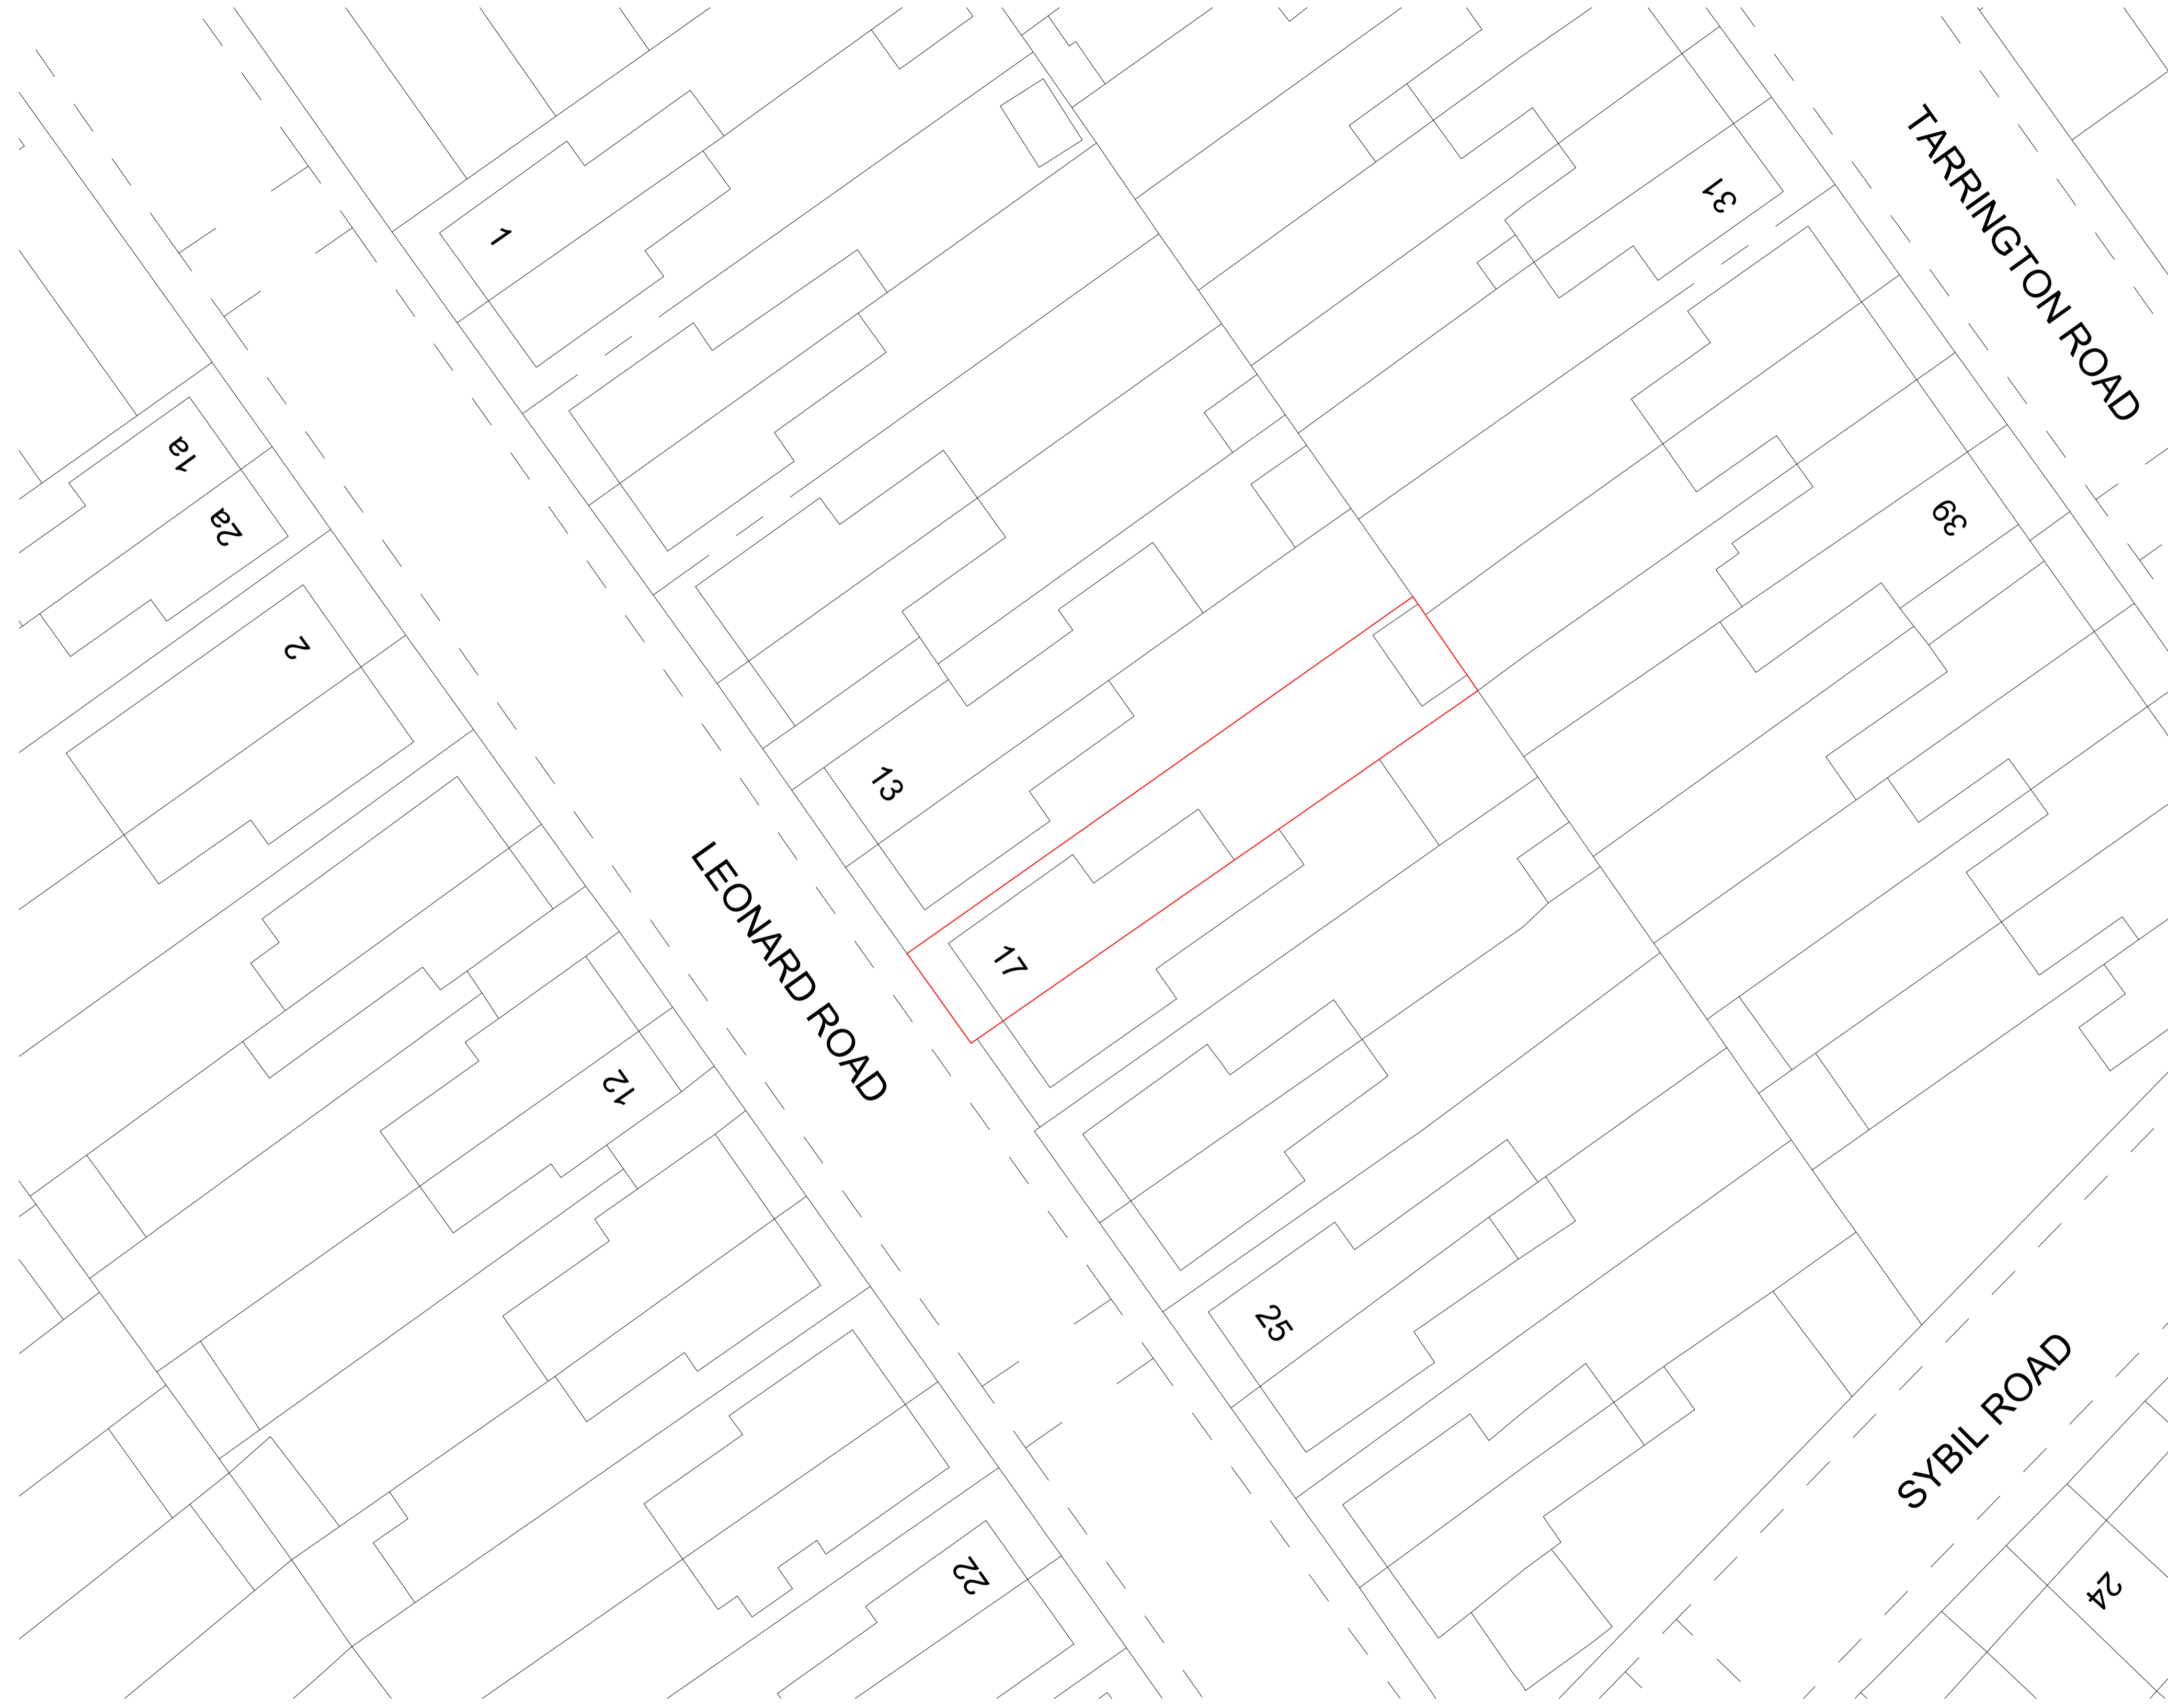 TARRINGTON ROAD
31
1
1a
2a
39
2
13
LEONARD ROAD
17
12
25
SYBIL ROAD
22
24